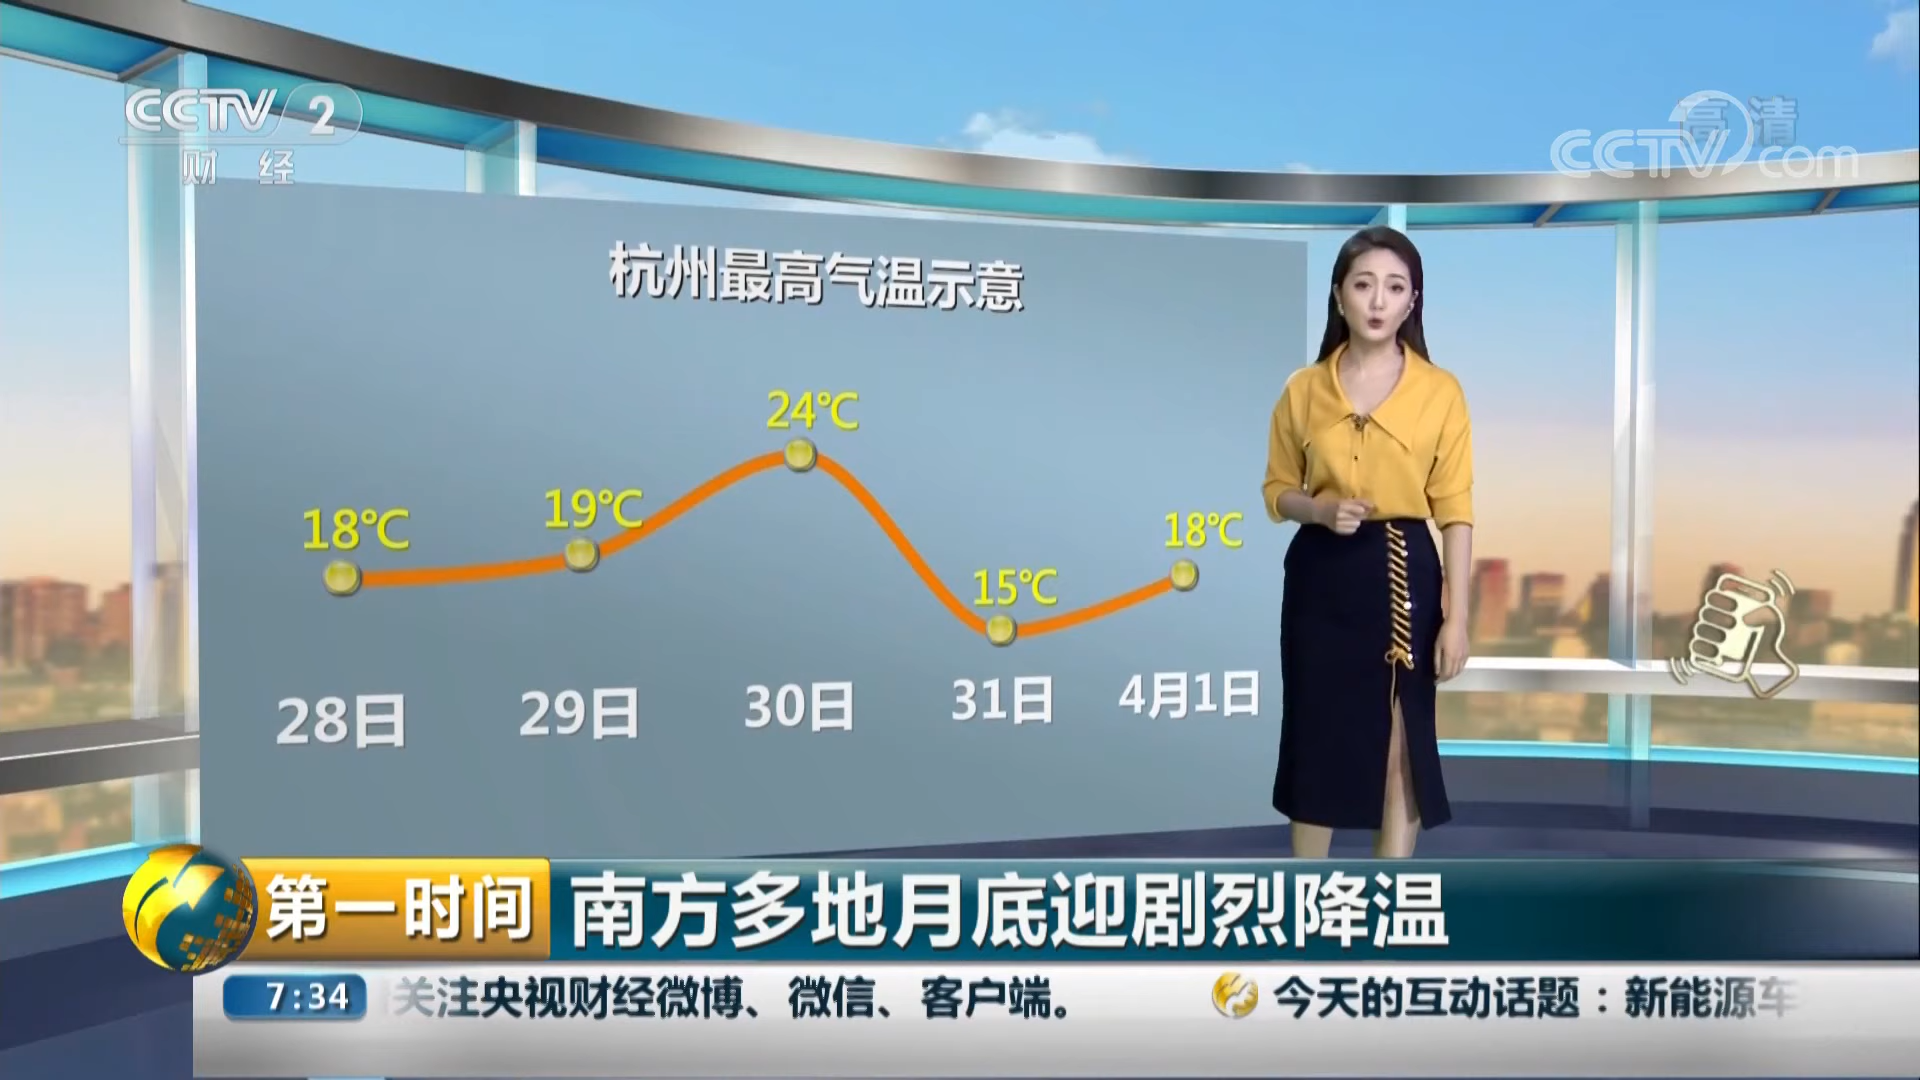 CCTV 2
财经
高清
CCTV.com
杭州最高气温示意
18℃
19℃
24℃
15℃
18℃
28日
29日
30日
31日
4月1日
第一时间
南方多地月底迎剧烈降温
7:34
关注央视财经微博、微信、客户端。
今天的互动话题：新能源车